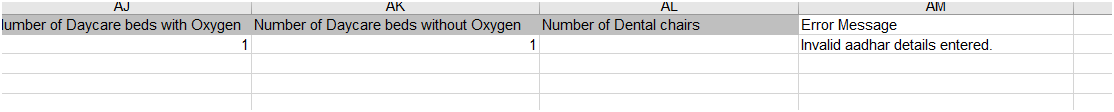 AJ AK AL AM
umber of Daycare beds with Oxygen Number of Daycare beds without Oxygen Number of Dental chairs Error Message
1 1 Invalid aadhar details entered.